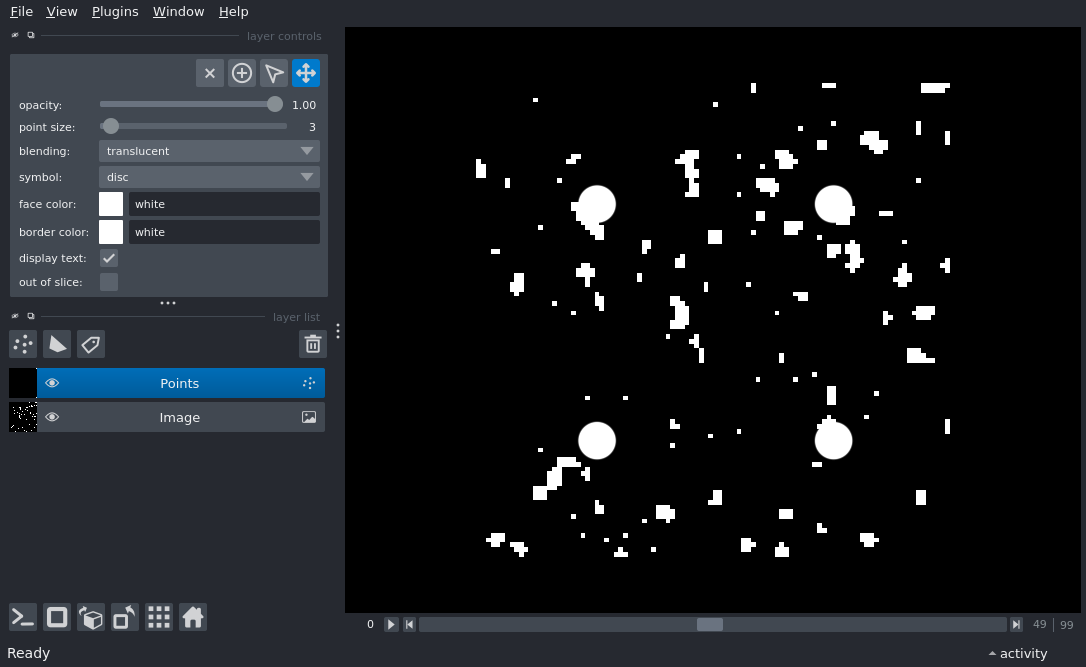 File View Plugins Window Help
layer controls
opacity: 1.00
point size: 3
blending: translucent
symbol: disc
face color: white
border color: white
display text:
out of slice:
layer list
Points
Image
0 49 99
Ready activity